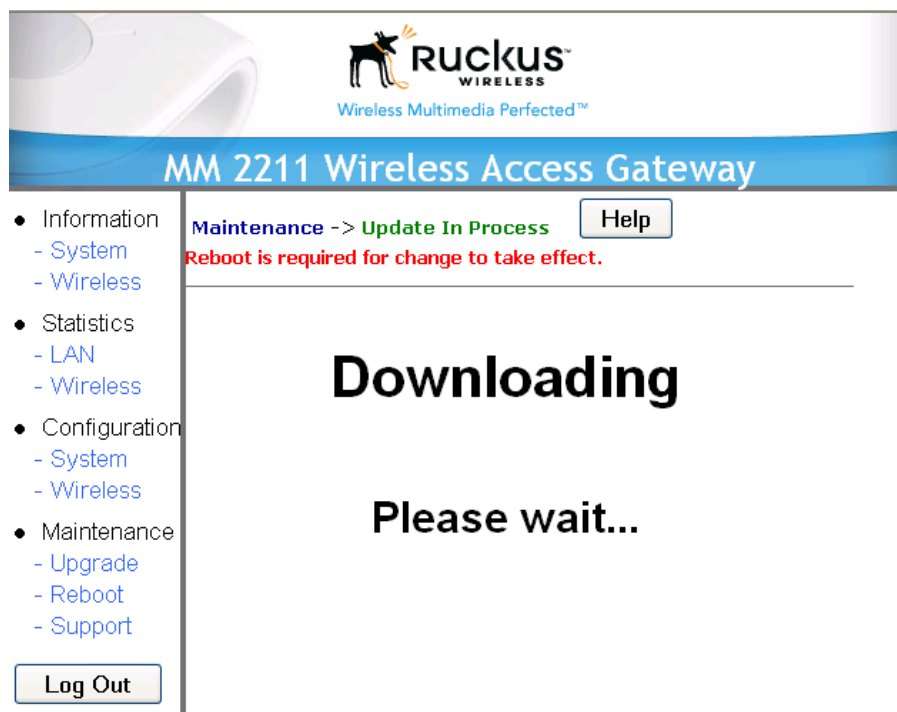 RUCKUS™
WIRELESS
Wireless Multimedia Perfected™
MM 2211 Wireless Access Gateway
• Information
- System
- Wireless
• Statistics
- LAN
- Wireless
• Configuration
- System
- Wireless
• Maintenance
- Upgrade
- Reboot
- Support
Log Out
Maintenance -> Update In Process Help
Reboot is required for change to take effect.
Downloading
Please wait...